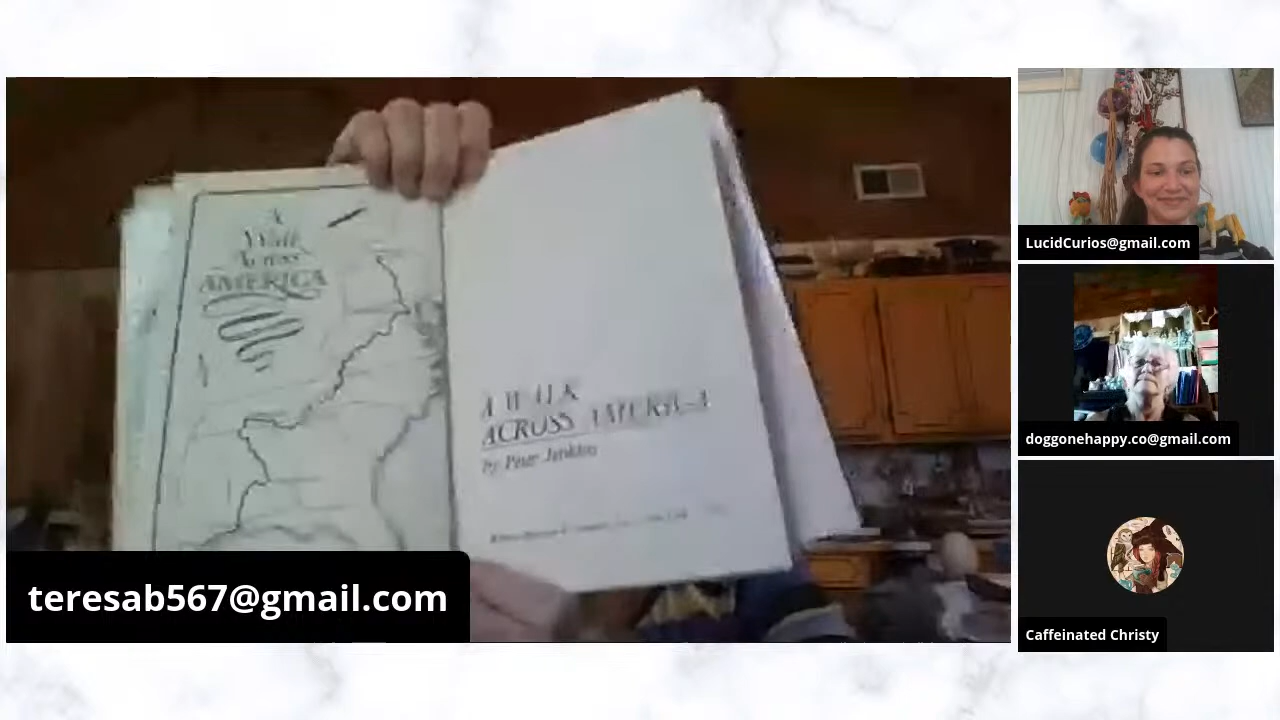 A
Walk
Across
AMERICA
A WALK
ACROSS AMERICA
by Peter Jenkins
teresab567@gmail.com
LucidCurios@gmail.com
doggonehappy.co@gmail.com
Caffeinated Christy